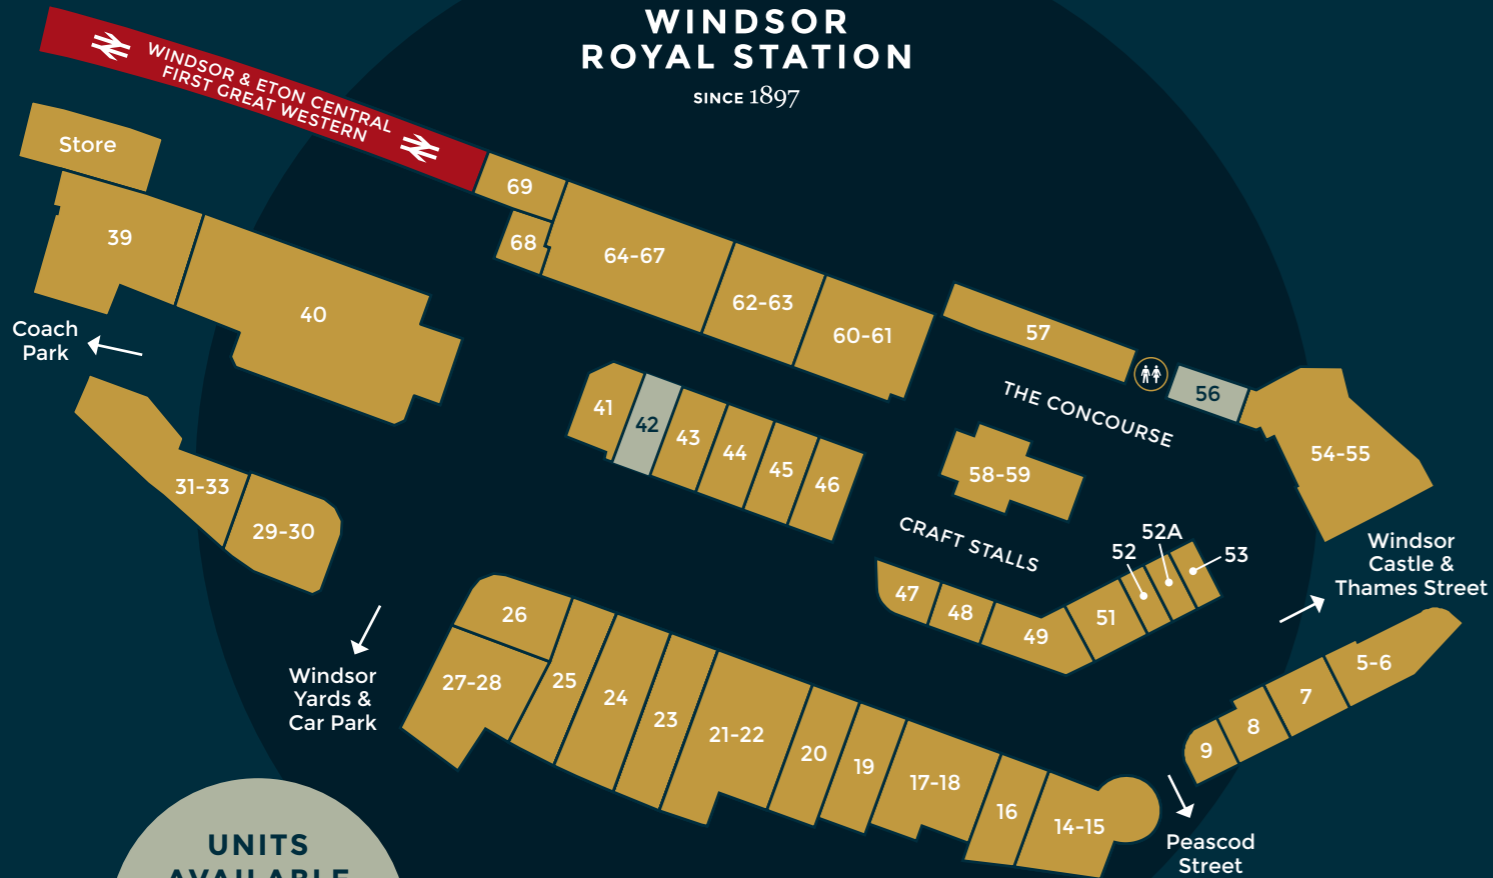 WINDSOR
ROYAL STATION
SINCE 1897
WINDSOR & ETON CENTRAL
FIRST GREAT WESTERN
Store
39
40
69
68
64-67
62-63
60-61
57
56
54-55
THE CONCOURSE
Coach
Park
41
42
43
44
45
46
58-59
31-33
29-30
CRAFT STALLS
47
48
49
51
52
52A
53
Windsor
Castle &
Thames Street
Windsor
Yards &
Car Park
26
27-28
25
24
23
21-22
20
19
17-18
16
14-15
9
8
7
5-6
Peascod
Street
UNITS
AVAILABLE